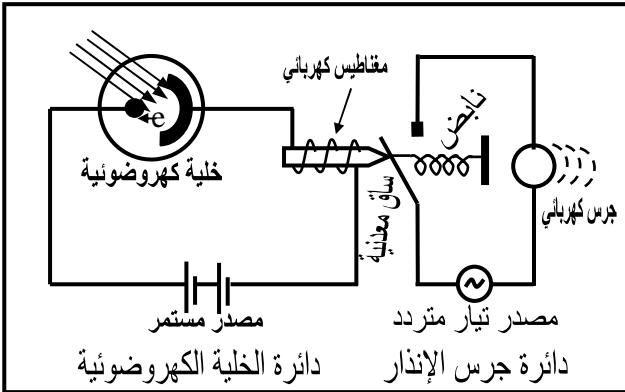 مغناطيس كهربائي
نابض
e
خلية كهروضوئية
ساق معدنية
جرس كهربائي
مصدر مستمر
مصدر تيار متردد
دائرة الخلية الكهروضوئية
دائرة جرس الإنذار